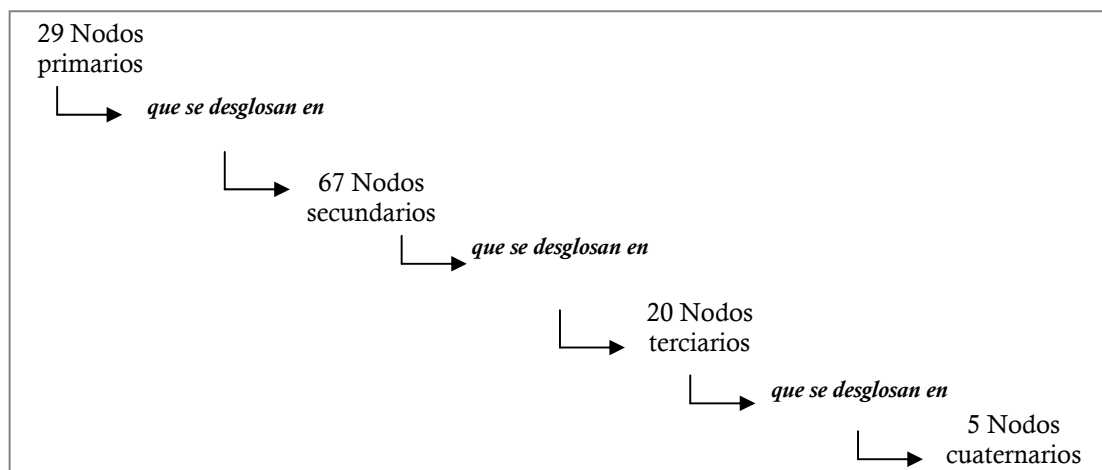 29 Nodos
primarios
que se desglosan en
67 Nodos
secundarios
que se desglosan en
20 Nodos
terciarios
que se desglosan en
5 Nodos
cuaternarios